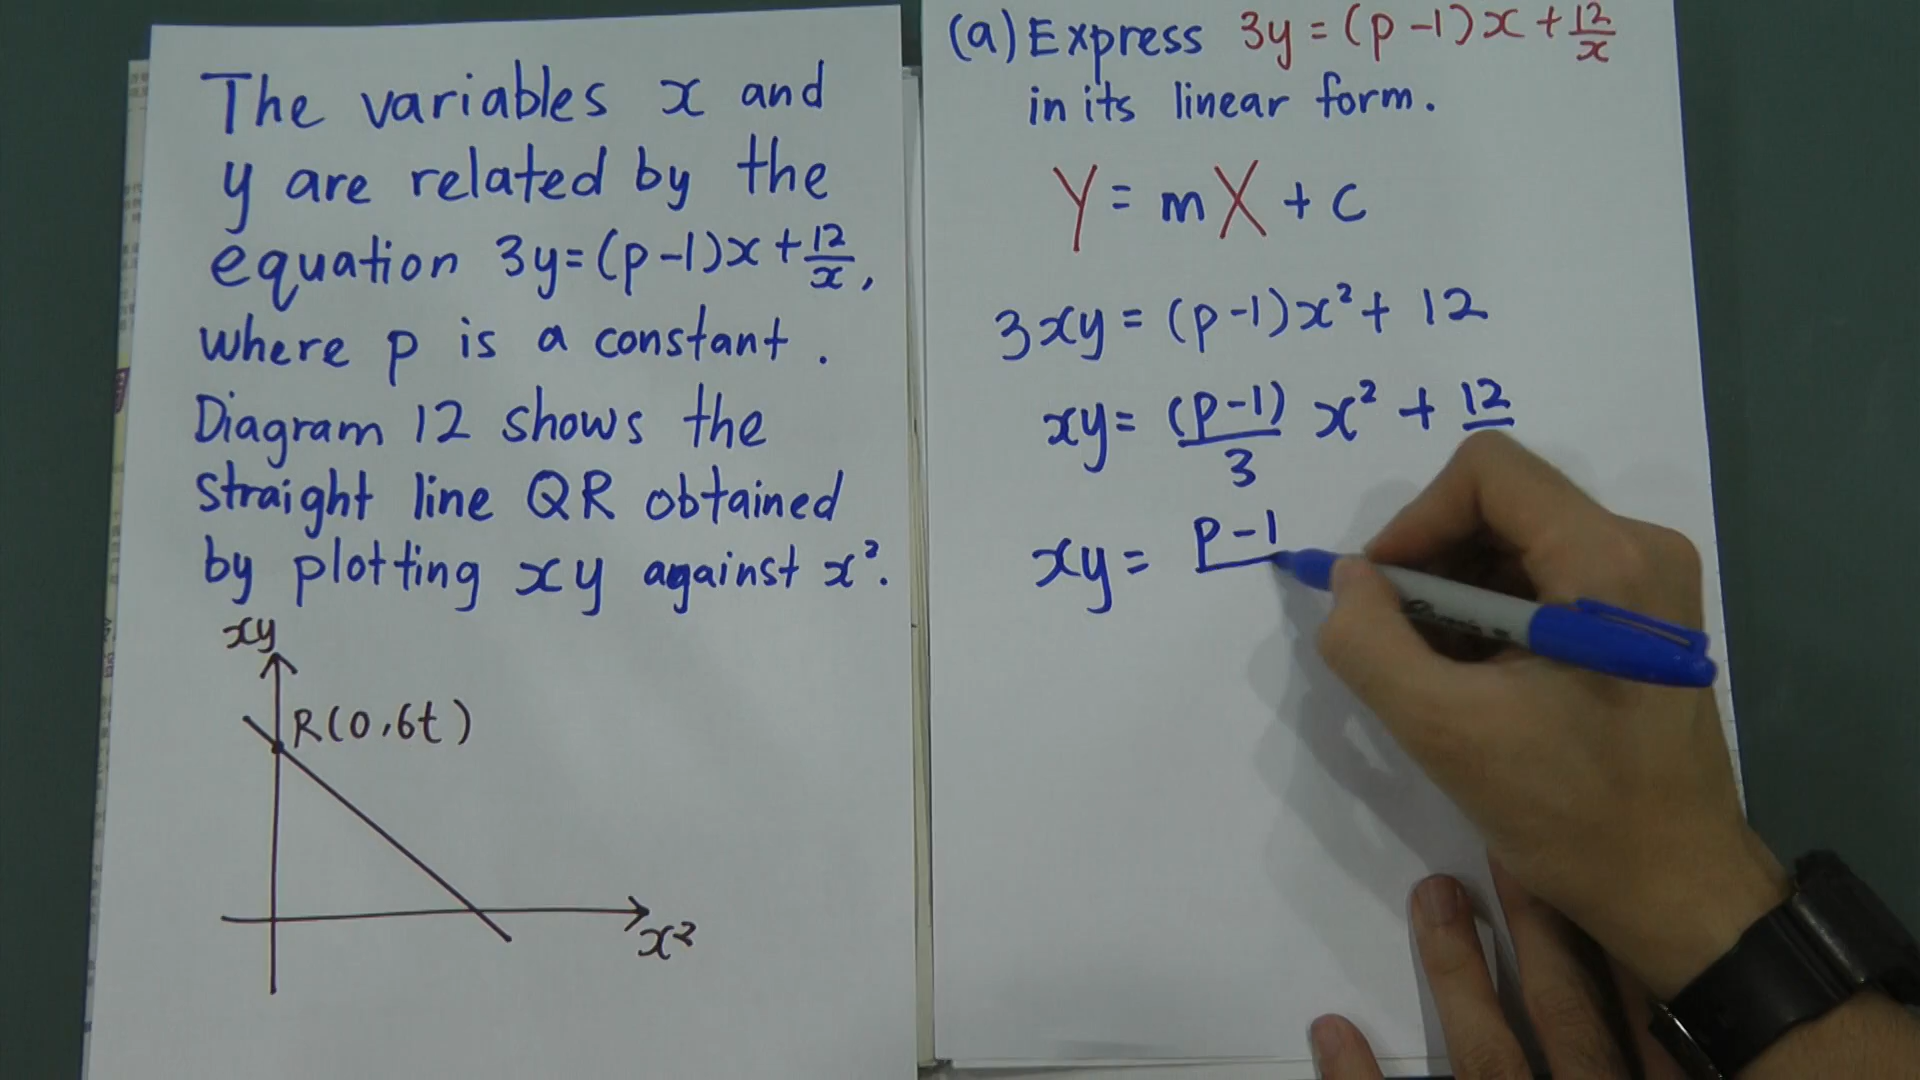 The variables x and
y are related by the
equation 3y=(p-1)x+12/x,
where p is a constant.
Diagram 12 shows the
straight line QR obtained
by plotting xy against x².
xy
R(0,6t)
x²
(a) Express 3y=(p-1)x+12/x
in its linear form.
Y=mX+c
3xy=(p-1)x²+12
xy=(p-1)/3 x²+12
xy=p-1